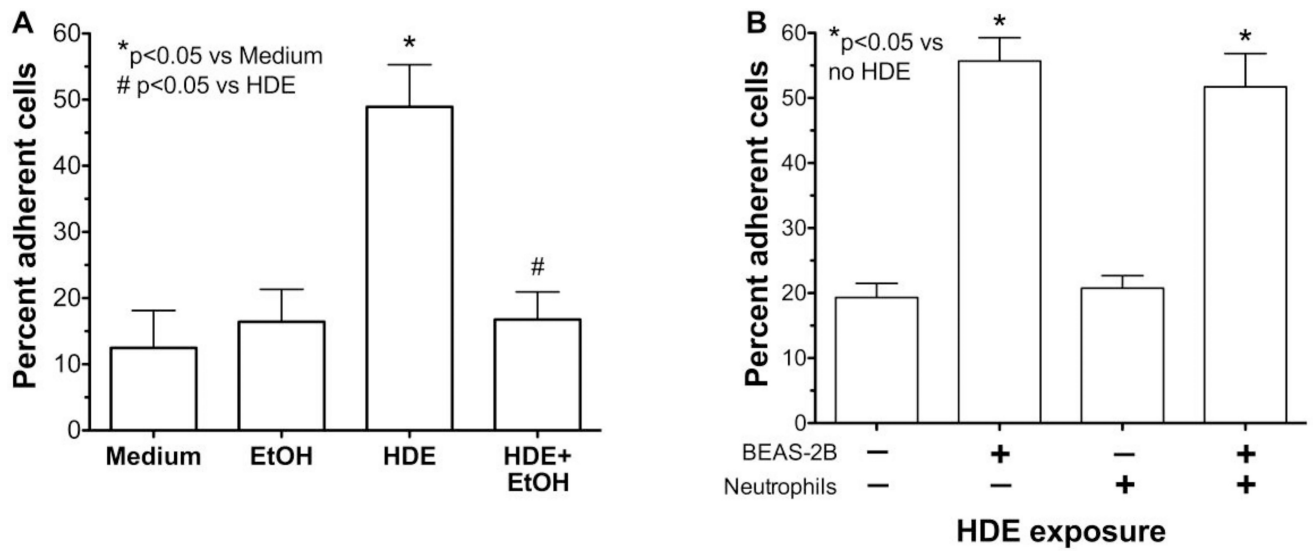 A
*p<0.05 vs Medium
# p<0.05 vs HDE
Percent adherent cells
60
50
40
30
20
10
0
*
#
Medium EtOH HDE HDE+
EtOH
B
*p<0.05 vs
no HDE
Percent adherent cells
60
50
40
30
20
10
0
* *
BEAS-2B − + − +
Neutrophils − − + +
HDE exposure